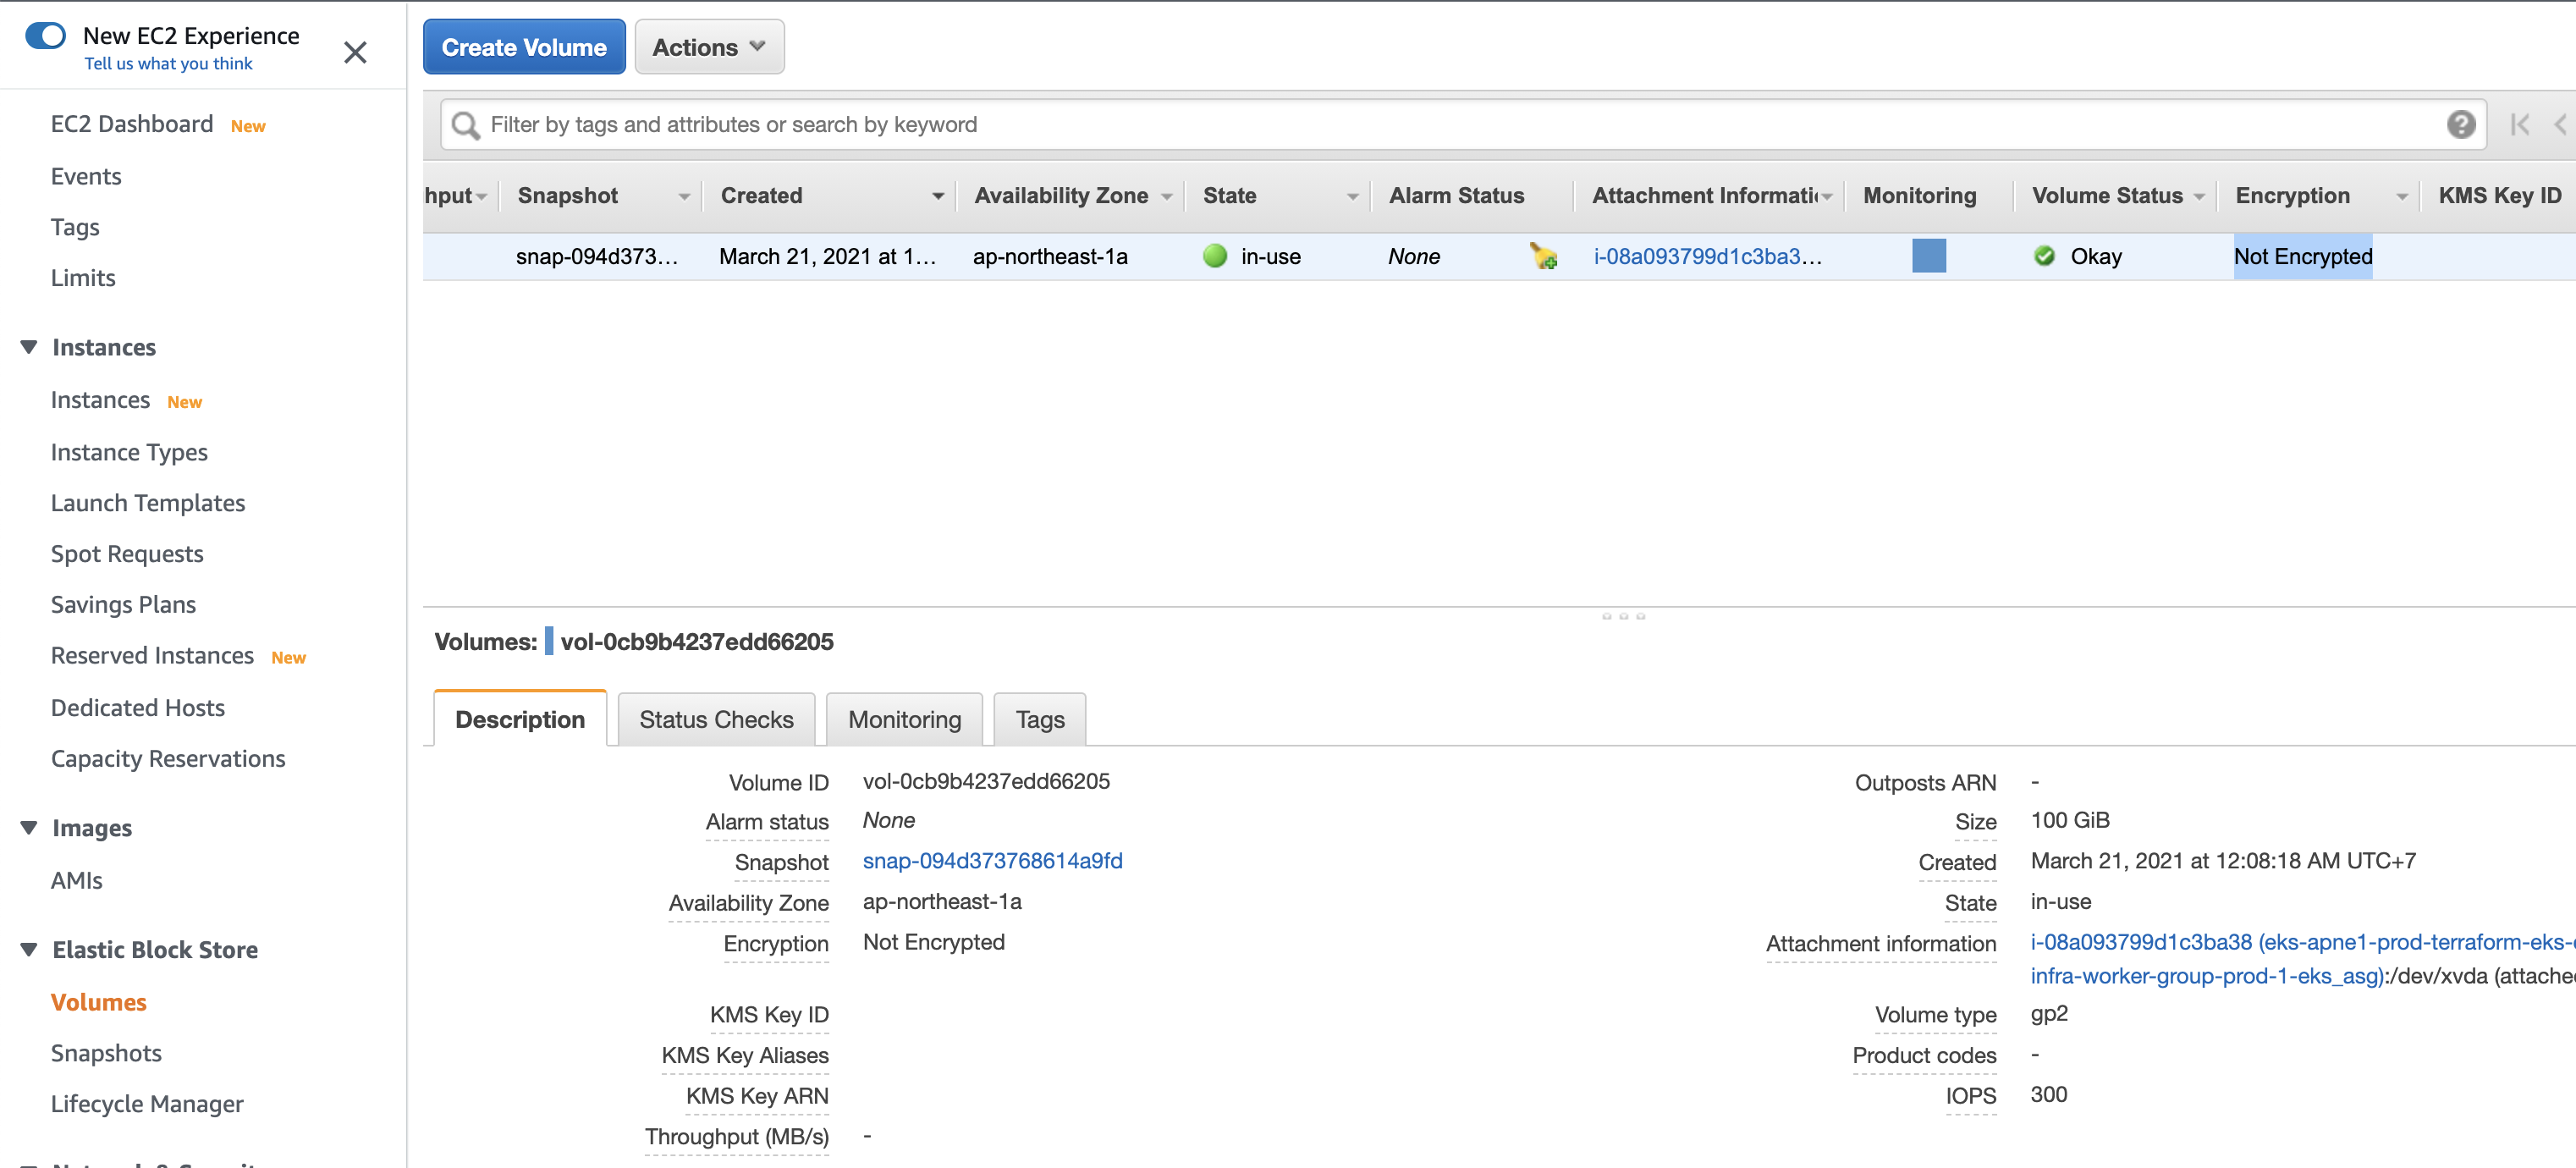 New EC2 Experience
Tell us what you think
EC2 Dashboard New
Events
Tags
Limits
Instances
Instances New
Instance Types
Launch Templates
Spot Requests
Savings Plans
Reserved Instances New
Dedicated Hosts
Capacity Reservations
Images
AMIs
Elastic Block Store
Volumes
Snapshots
Lifecycle Manager
Create Volume Actions
Filter by tags and attributes or search by keyword
hput Snapshot Created Availability Zone State Alarm Status Attachment Informati Monitoring Volume Status Encryption KMS Key ID
snap-094d373... March 21, 2021 at 1... ap-northeast-1a in-use None i-08a093799d1c3ba3... Okay Not Encrypted
Volumes: vol-0cb9b4237edd66205
Description Status Checks Monitoring Tags
Volume ID vol-0cb9b4237edd66205
Alarm status None
Snapshot snap-094d373768614a9fd
Availability Zone ap-northeast-1a
Encryption Not Encrypted
KMS Key ID
KMS Key Aliases
KMS Key ARN
Throughput (MB/s) -
Outposts ARN -
Size 100 GiB
Created March 21, 2021 at 12:08:18 AM UTC+7
State in-use
Attachment information i-08a093799d1c3ba38 (eks-apne1-prod-terraform-eks-
infra-worker-group-prod-1-eks_asg):/dev/xvda (attache
Volume type gp2
Product codes -
IOPS 300